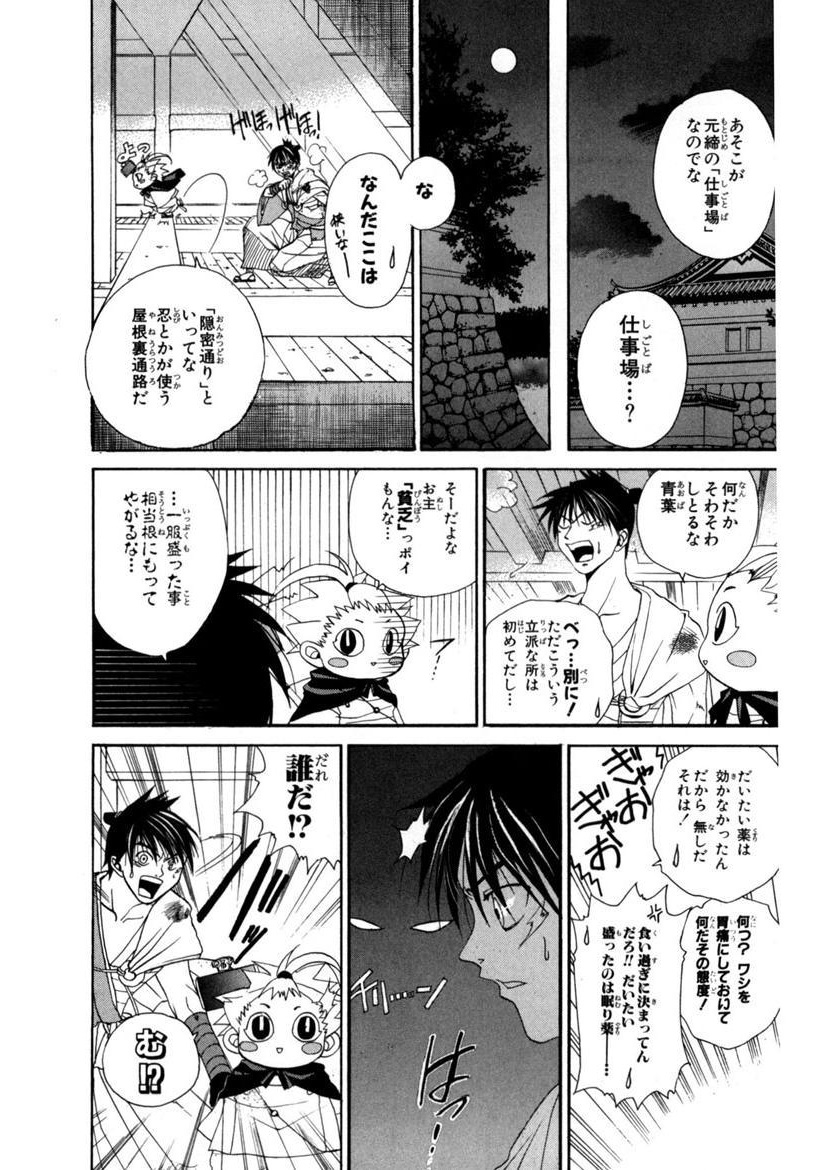 あそこが
元締の「仕事場」
なのでな
仕事場…?
な
なんだここは
狭いなー
げほっげほっ!
よっ
「隠密通り」と
いってな
忍とかが使う
屋根裏通路だ
何だか
そわそわ
しとるな
青葉
べっ…別に!
ただこういう
立派な所は
初めてだし…
そーだよな
お主
「貧乏」っポイ
もんな…
…一服盛った事
相当根にもって
やがるな…
だいたい薬は
効かなかったん
だから 無しだ
それは!
ぎゃお
ぎゃお
何つ? ワシを
胃痛にしておいて
何だその態度!
食い過ぎに決まってん
だろ!! だいたい
盛ったのは眠り薬――…
チリ――ン…
はっ…
誰だ!?
む!?